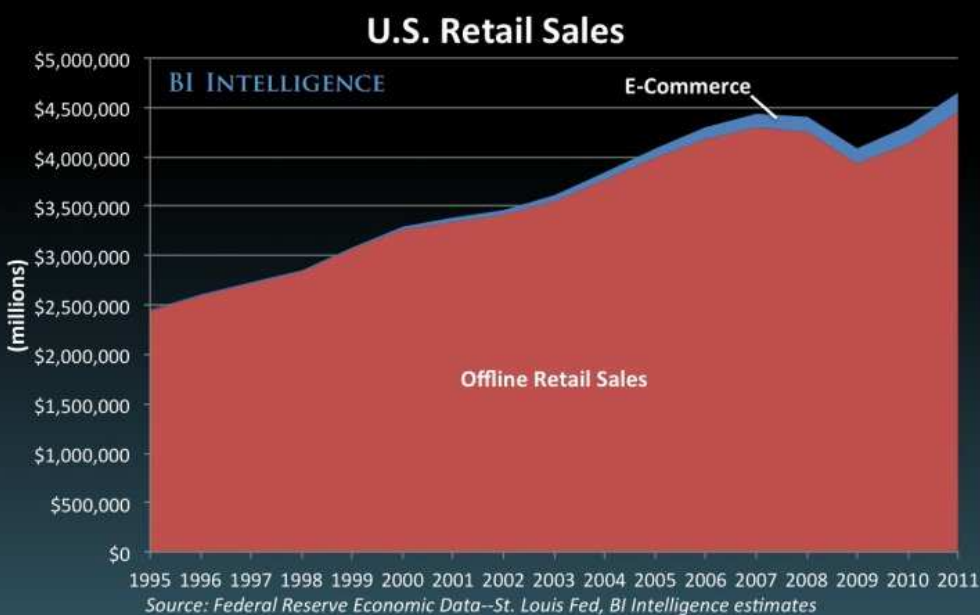 U.S. Retail Sales
BI INTELLIGENCE
E-Commerce
Offline Retail Sales
(millions)
$5,000,000
$4,500,000
$4,000,000
$3,500,000
$3,000,000
$2,500,000
$2,000,000
$1,500,000
$1,000,000
$500,000
$0
1995 1996 1997 1998 1999 2000 2001 2002 2003 2004 2005 2006 2007 2008 2009 2010 2011
Source: Federal Reserve Economic Data--St. Louis Fed, BI Intelligence estimates